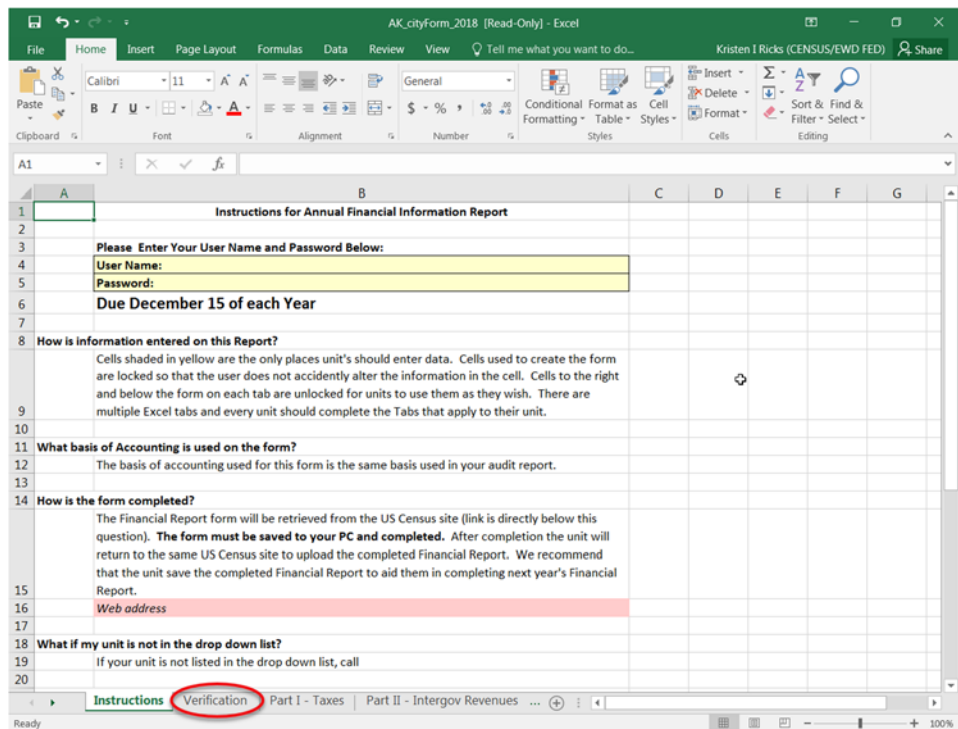 AK_cityForm_2018 [Read-Only] - Excel
File Home Insert Page Layout Formulas Data Review View Tell me what you want to do... Kristen I Ricks (CENSUS/EWD FED) Share
Paste
Clipboard
Calibri 11 A A
B I U A
Font
Alignment
General
$ % ,
Number
Conditional Formatting
Format as Table
Cell Styles
Styles
Insert
Delete
Format
Cells
Sort & Filter
Find & Select
Editing
A1 fx
A B C D E F G
1 Instructions for Annual Financial Information Report
2
3 Please Enter Your User Name and Password Below:
4 User Name:
5 Password:
6 Due December 15 of each Year
7
8 How is information entered on this Report?
Cells shaded in yellow are the only places unit's should enter data. Cells used to create the form
are locked so that the user does not accidently alter the information in the cell. Cells to the right
and below the form on each tab are unlocked for units to use them as they wish. There are
9 multiple Excel tabs and every unit should complete the Tabs that apply to their unit.
10
11 What basis of Accounting is used on the form?
12 The basis of accounting used for this form is the same basis used in your audit report.
13
14 How is the form completed?
The Financial Report form will be retrieved from the US Census site (link is directly below this
question). The form must be saved to your PC and completed. After completion the unit will
return to the same US Census site to upload the completed Financial Report. We recommend
that the unit save the completed Financial Report to aid them in completing next year's Financial
15 Report.
16 Web address
17
18 What if my unit is not in the drop down list?
19 If your unit is not listed in the drop down list, call
20
Instructions Verification Part I - Taxes Part II - Intergov Revenues ...
Ready 100%